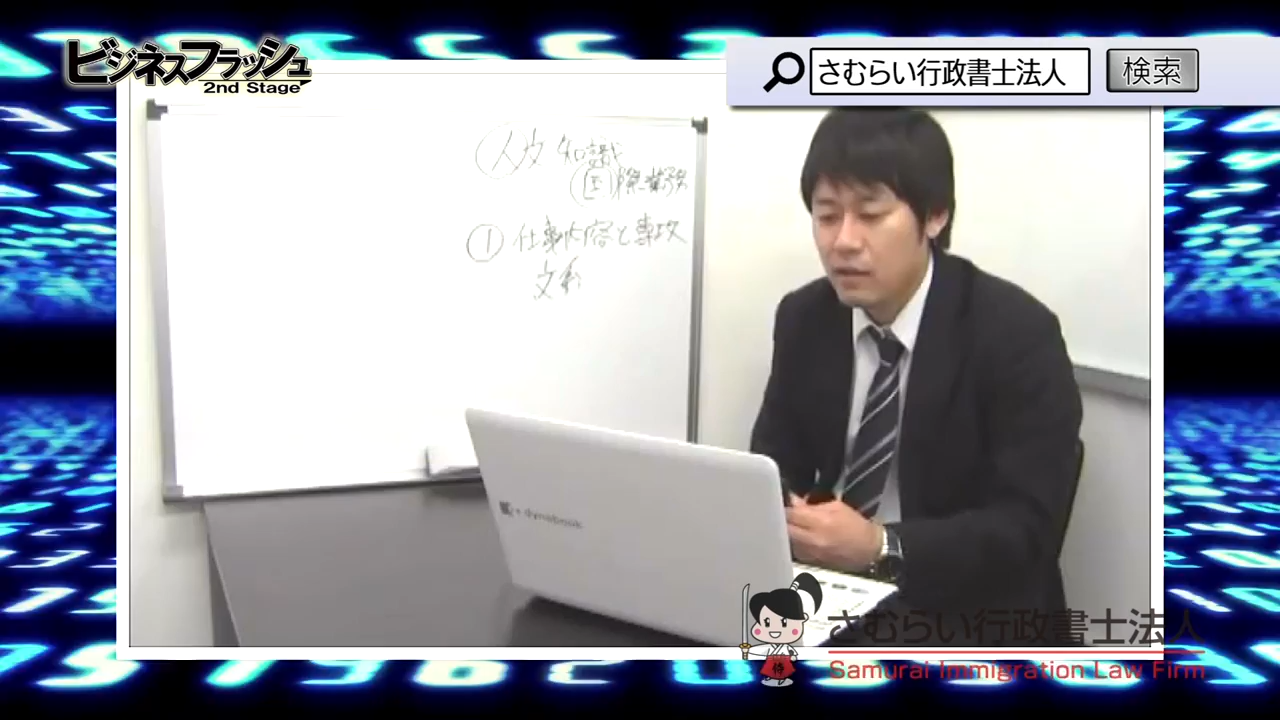 ビジネスフラッシュ
2nd Stage
さむらい行政書士法人
検索
人文 知識
国際業務
① 仕事内容と専攻
文系
dynabook
侍
さむらい行政書士法人
Samurai Immigration Law Firm